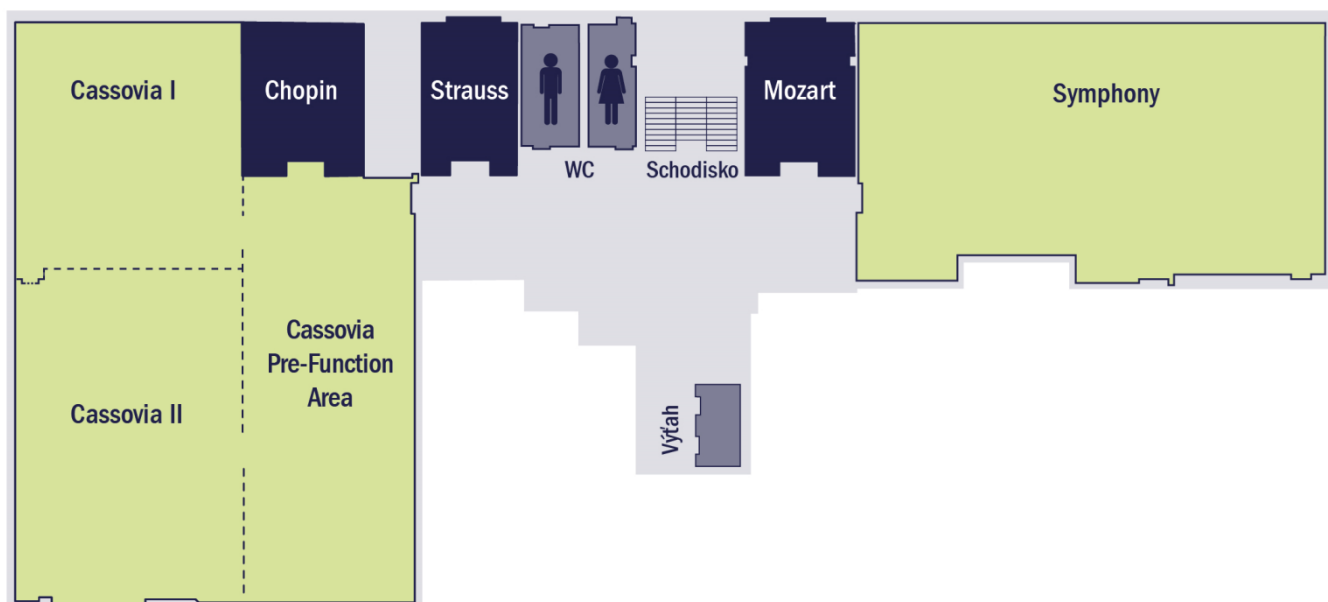 Cassovia I
Chopin
Strauss
Mozart
Symphony
WC
Schodisko
Cassovia
Pre-Function
Area
Cassovia II
Výťah